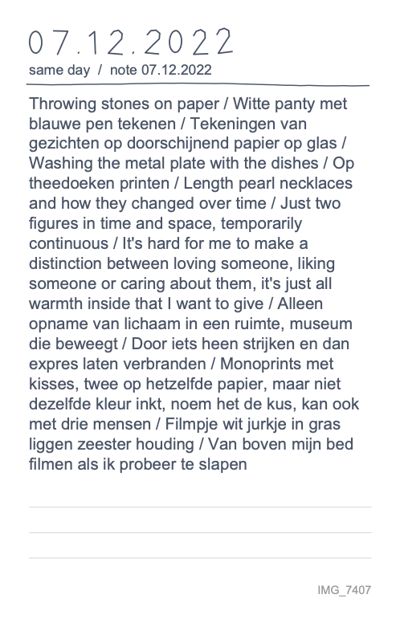 07.12.2022
same day / note 07.12.2022
Throwing stones on paper / Witte panty met
blauwe pen tekenen / Tekeningen van
gezichten op doorschijnend papier op glas /
Washing the metal plate with the dishes / Op
theedoeken printen / Length pearl necklaces
and how they changed over time / Just two
figures in time and space, temporarily
continuous / It's hard for me to make a
distinction between loving someone, liking
someone or caring about them, it's just all
warmth inside that I want to give / Alleen
opname van lichaam in een ruimte, museum
die beweegt / Door iets heen strijken en dan
expres laten verbranden / Monoprints met
kisses, twee op hetzelfde papier, maar niet
dezelfde kleur inkt, noem het de kus, kan ook
met drie mensen / Filmpje wit jurkje in gras
liggen zeester houding / Van boven mijn bed
filmen als ik probeer te slapen
IMG_7407